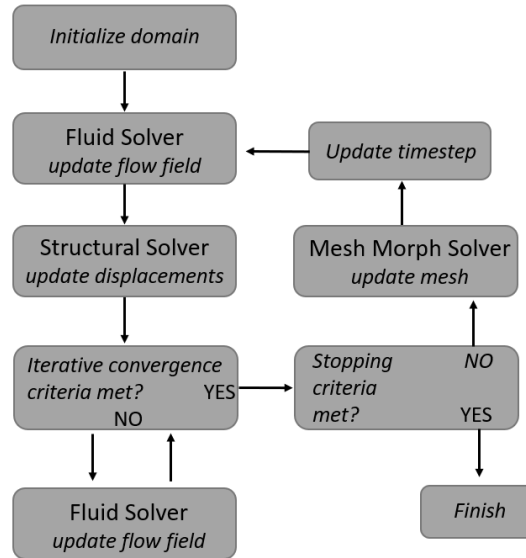 Initialize domain
Fluid Solver
update flow field
Update timestep
Structural Solver
update displacements
Mesh Morph Solver
update mesh
Iterative convergence
criteria met? YES
NO
Stopping NO
criteria
met? YES
Fluid Solver
update flow field
Finish